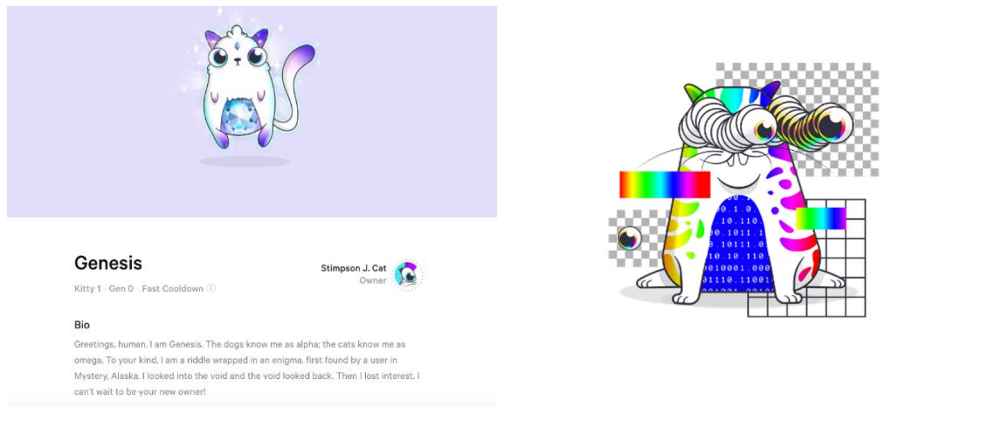 Genesis
Kitty 1 · Gen 0 · Fast Cooldown ⓘ
Stimpson J. Cat
Owner
Bio
Greetings, human. I am Genesis. The dogs know me as alpha; the cats know me as
omega. To your kind, I am a riddle wrapped in an enigma, first found by a user in
Mystery, Alaska. I looked into the void and the void looked back. Then I lost interest. I
can't wait to be your new owner!